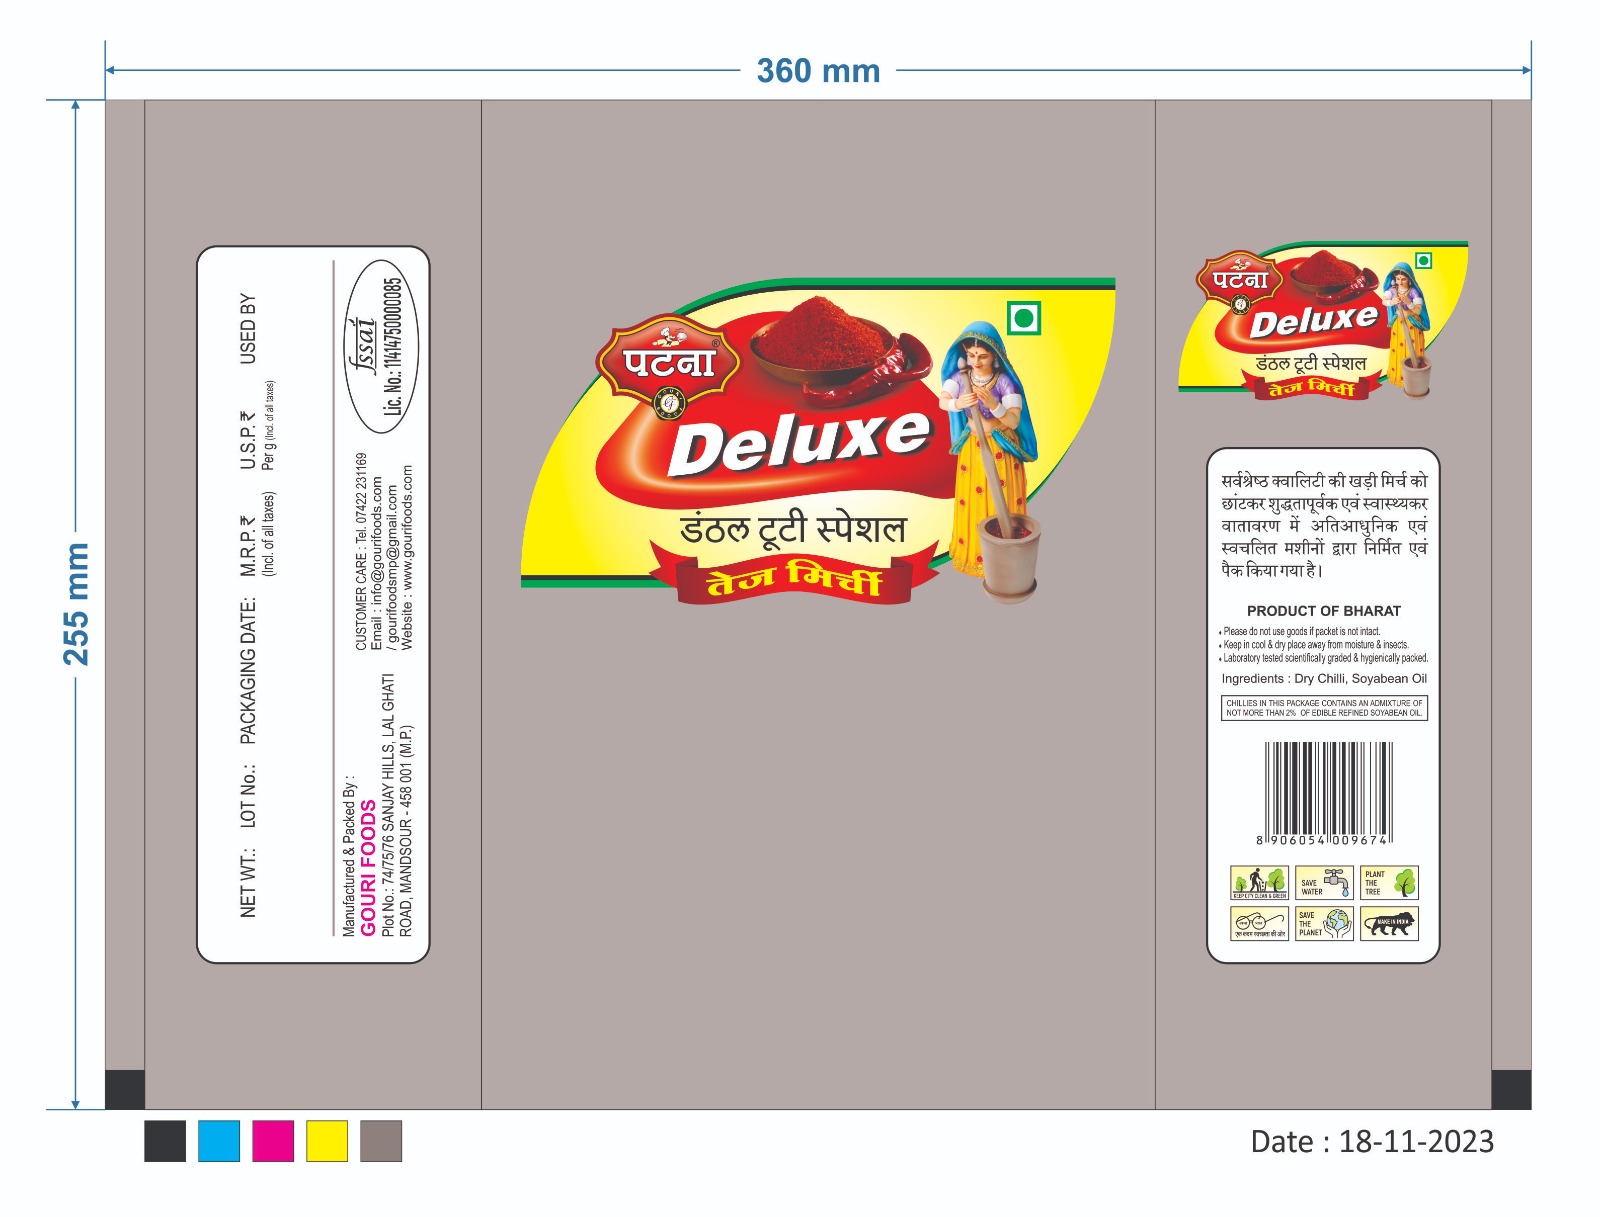 360 mm
255 mm
NET WT.: LOT No.: PACKAGING DATE: M.R.P.₹ U.S.P.₹ USED BY
(Incl. of all taxes) Per g (Incl. of all taxes)
Manufactured & Packed By :
GOURI FOODS
Plot No.: 74/75/76 SANJAY HILLS, LAL GHATI
ROAD, MANDSOUR - 458 001 (M.P.)
CUSTOMER CARE : Tel. 07422 231169
Email : info@gourifoods.com
/ gourifoodsmp@gmail.com
Website : www.gourifoods.com
fssai
Lic. No.: 11414750000085
पटना
®
Deluxe
डंठल टूटी स्पेशल
तेज मिर्ची
पटना
Deluxe
डंठल टूटी स्पेशल
तेज मिर्ची
सर्वश्रेष्ठ क्वालिटी की खड़ी मिर्च को
छांटकर शुद्धतापूर्वक एवं स्वास्थ्यकर
वातावरण में अतिआधुनिक एवं
स्वचलित मशीनों द्वारा निर्मित एवं
पैक किया गया है।
PRODUCT OF BHARAT
• Please do not use goods if packet is not intact.
• Keep in cool & dry place away from moisture & insects.
• Laboratory tested scientifically graded & hygienically packed.
Ingredients : Dry Chilli, Soyabean Oil
CHILLIES IN THIS PACKAGE CONTAINS AN ADMIXTURE OF
NOT MORE THAN 2% OF EDIBLE REFINED SOYABEAN OIL.
8 906054 009674
KEEP CITY CLEAN & GREEN
SAVE
WATER
PLANT
THE
TREE
एक कदम स्वच्छता की ओर
SAVE
THE
PLANET
MAKE IN INDIA
Date : 18-11-2023